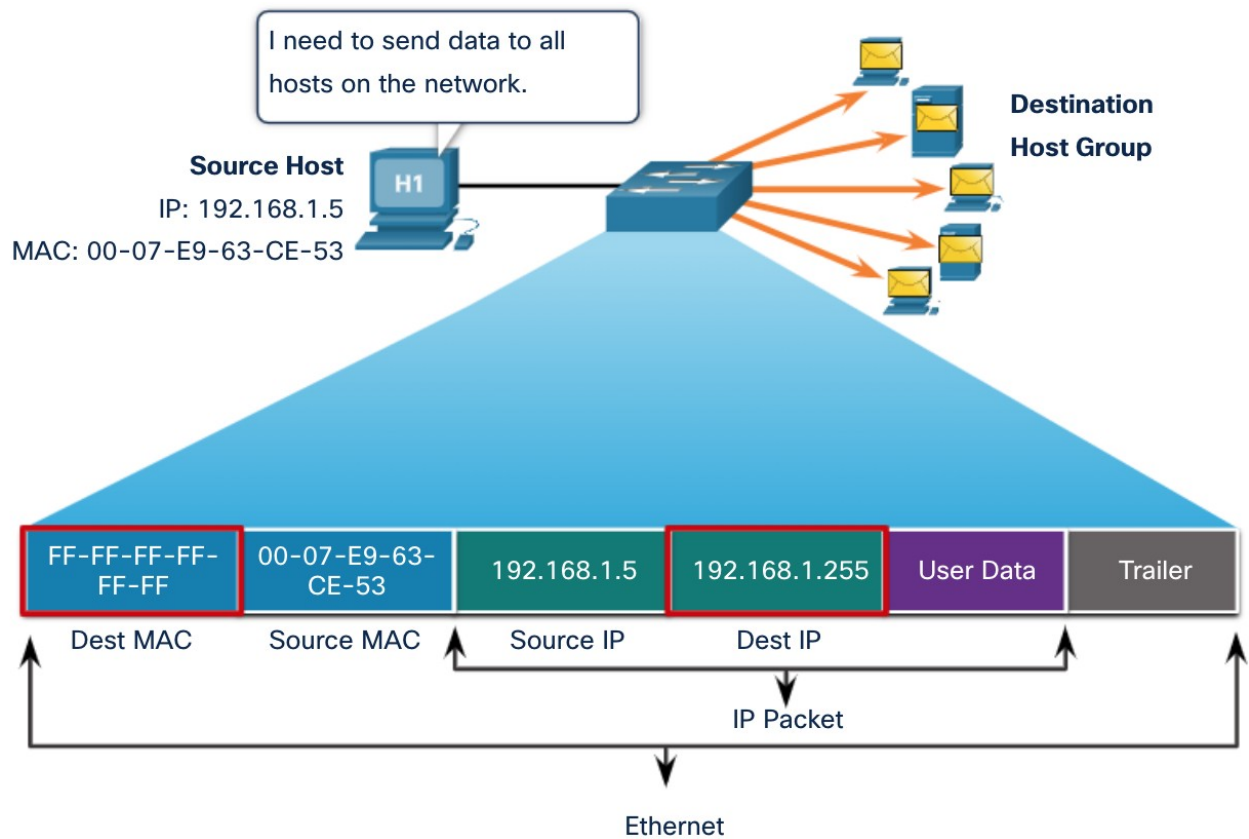 I need to send data to all
hosts on the network.
Destination
Host Group
Source Host
IP: 192.168.1.5
MAC: 00-07-E9-63-CE-53
H1
FF-FF-FF-FF-
FF-FF
00-07-E9-63-
CE-53
192.168.1.5
192.168.1.255
User Data
Trailer
Dest MAC
Source MAC
Source IP
Dest IP
IP Packet
Ethernet